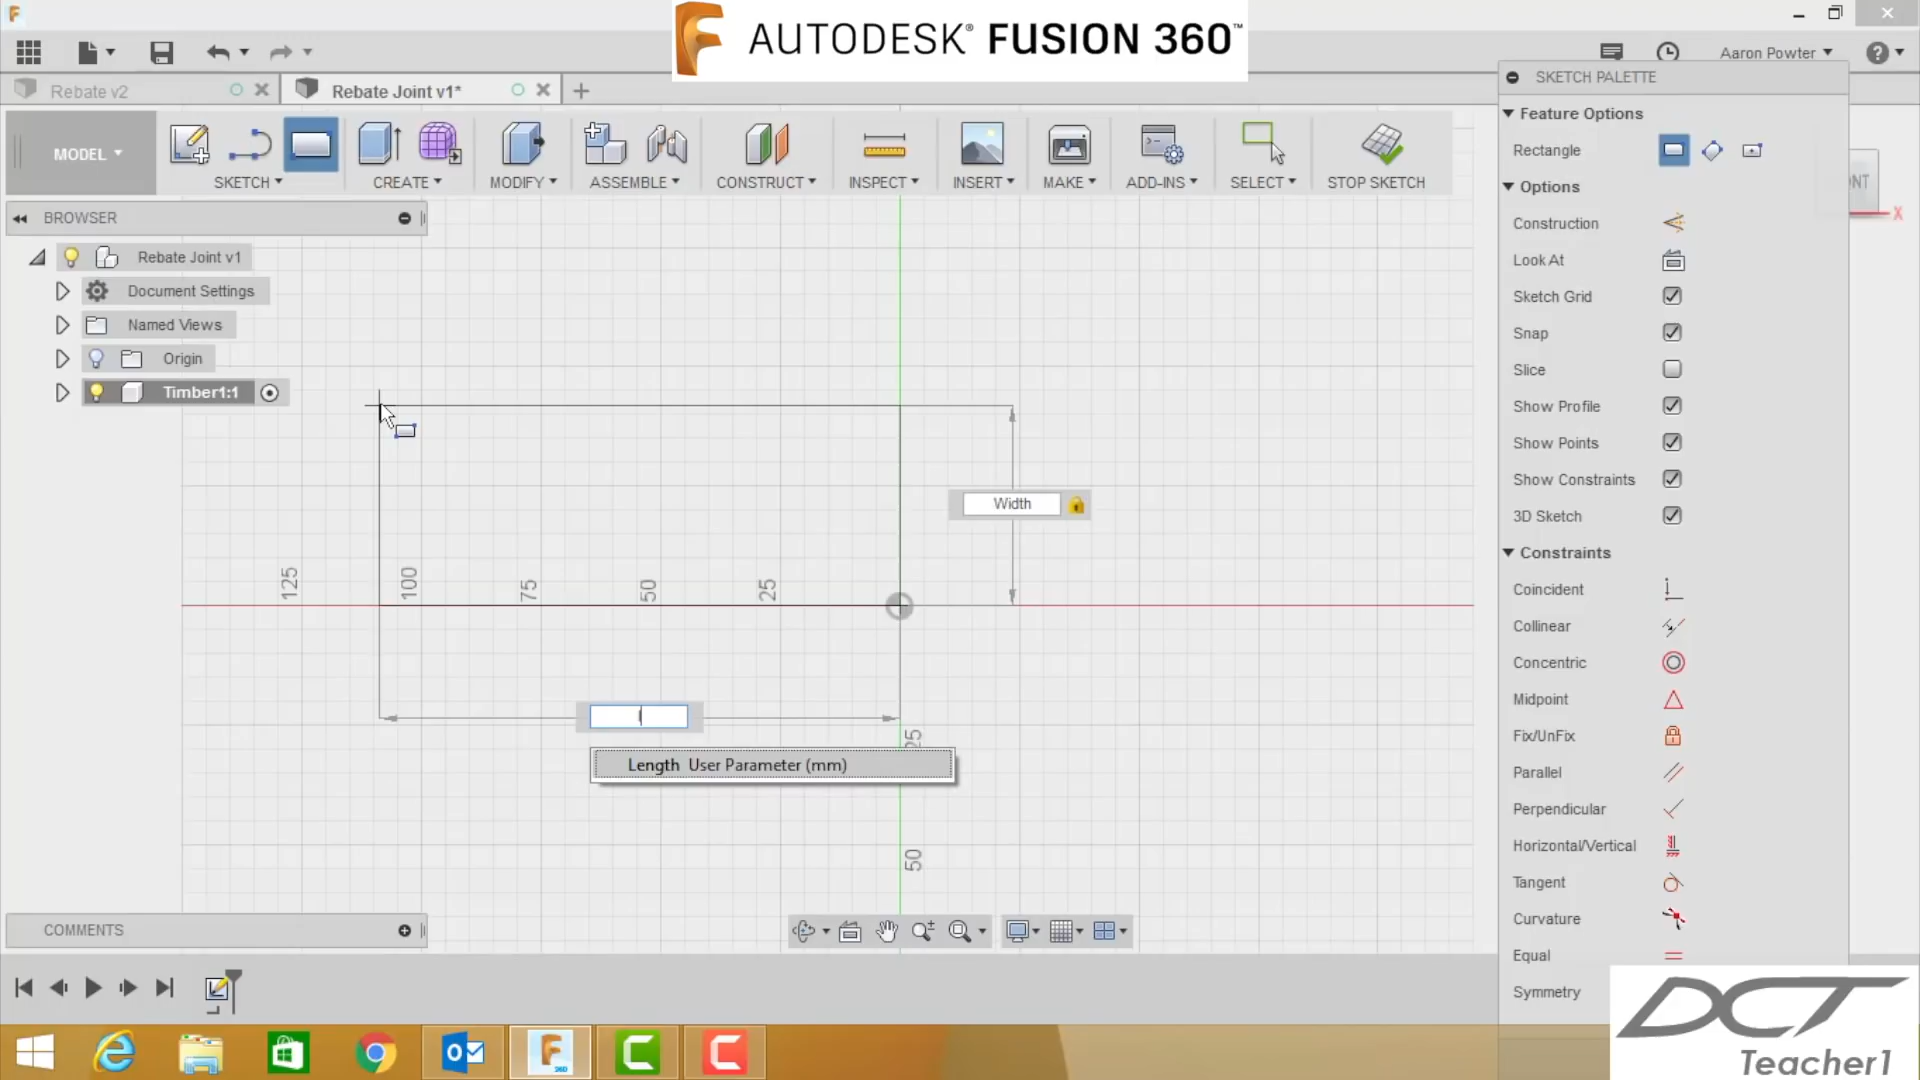 AUTODESK® FUSION 360™
Aaron Powter
Rebate v2
Rebate Joint v1*
MODEL
SKETCH
CREATE
MODIFY
ASSEMBLE
CONSTRUCT
INSPECT
INSERT
MAKE
ADD-INS
SELECT
STOP SKETCH
BROWSER
Rebate Joint v1
Document Settings
Named Views
Origin
Timber1:1
SKETCH PALETTE
Feature Options
Rectangle
Options
Construction
Look At
Sketch Grid
Snap
Slice
Show Profile
Show Points
Show Constraints
3D Sketch
Constraints
Coincident
Collinear
Concentric
Midpoint
Fix/UnFix
Parallel
Perpendicular
Horizontal/Vertical
Tangent
Curvature
Equal
Symmetry
X
Width
125
100
75
50
25
l
Length User Parameter (mm)
25
50
COMMENTS
DCT
Teacher1